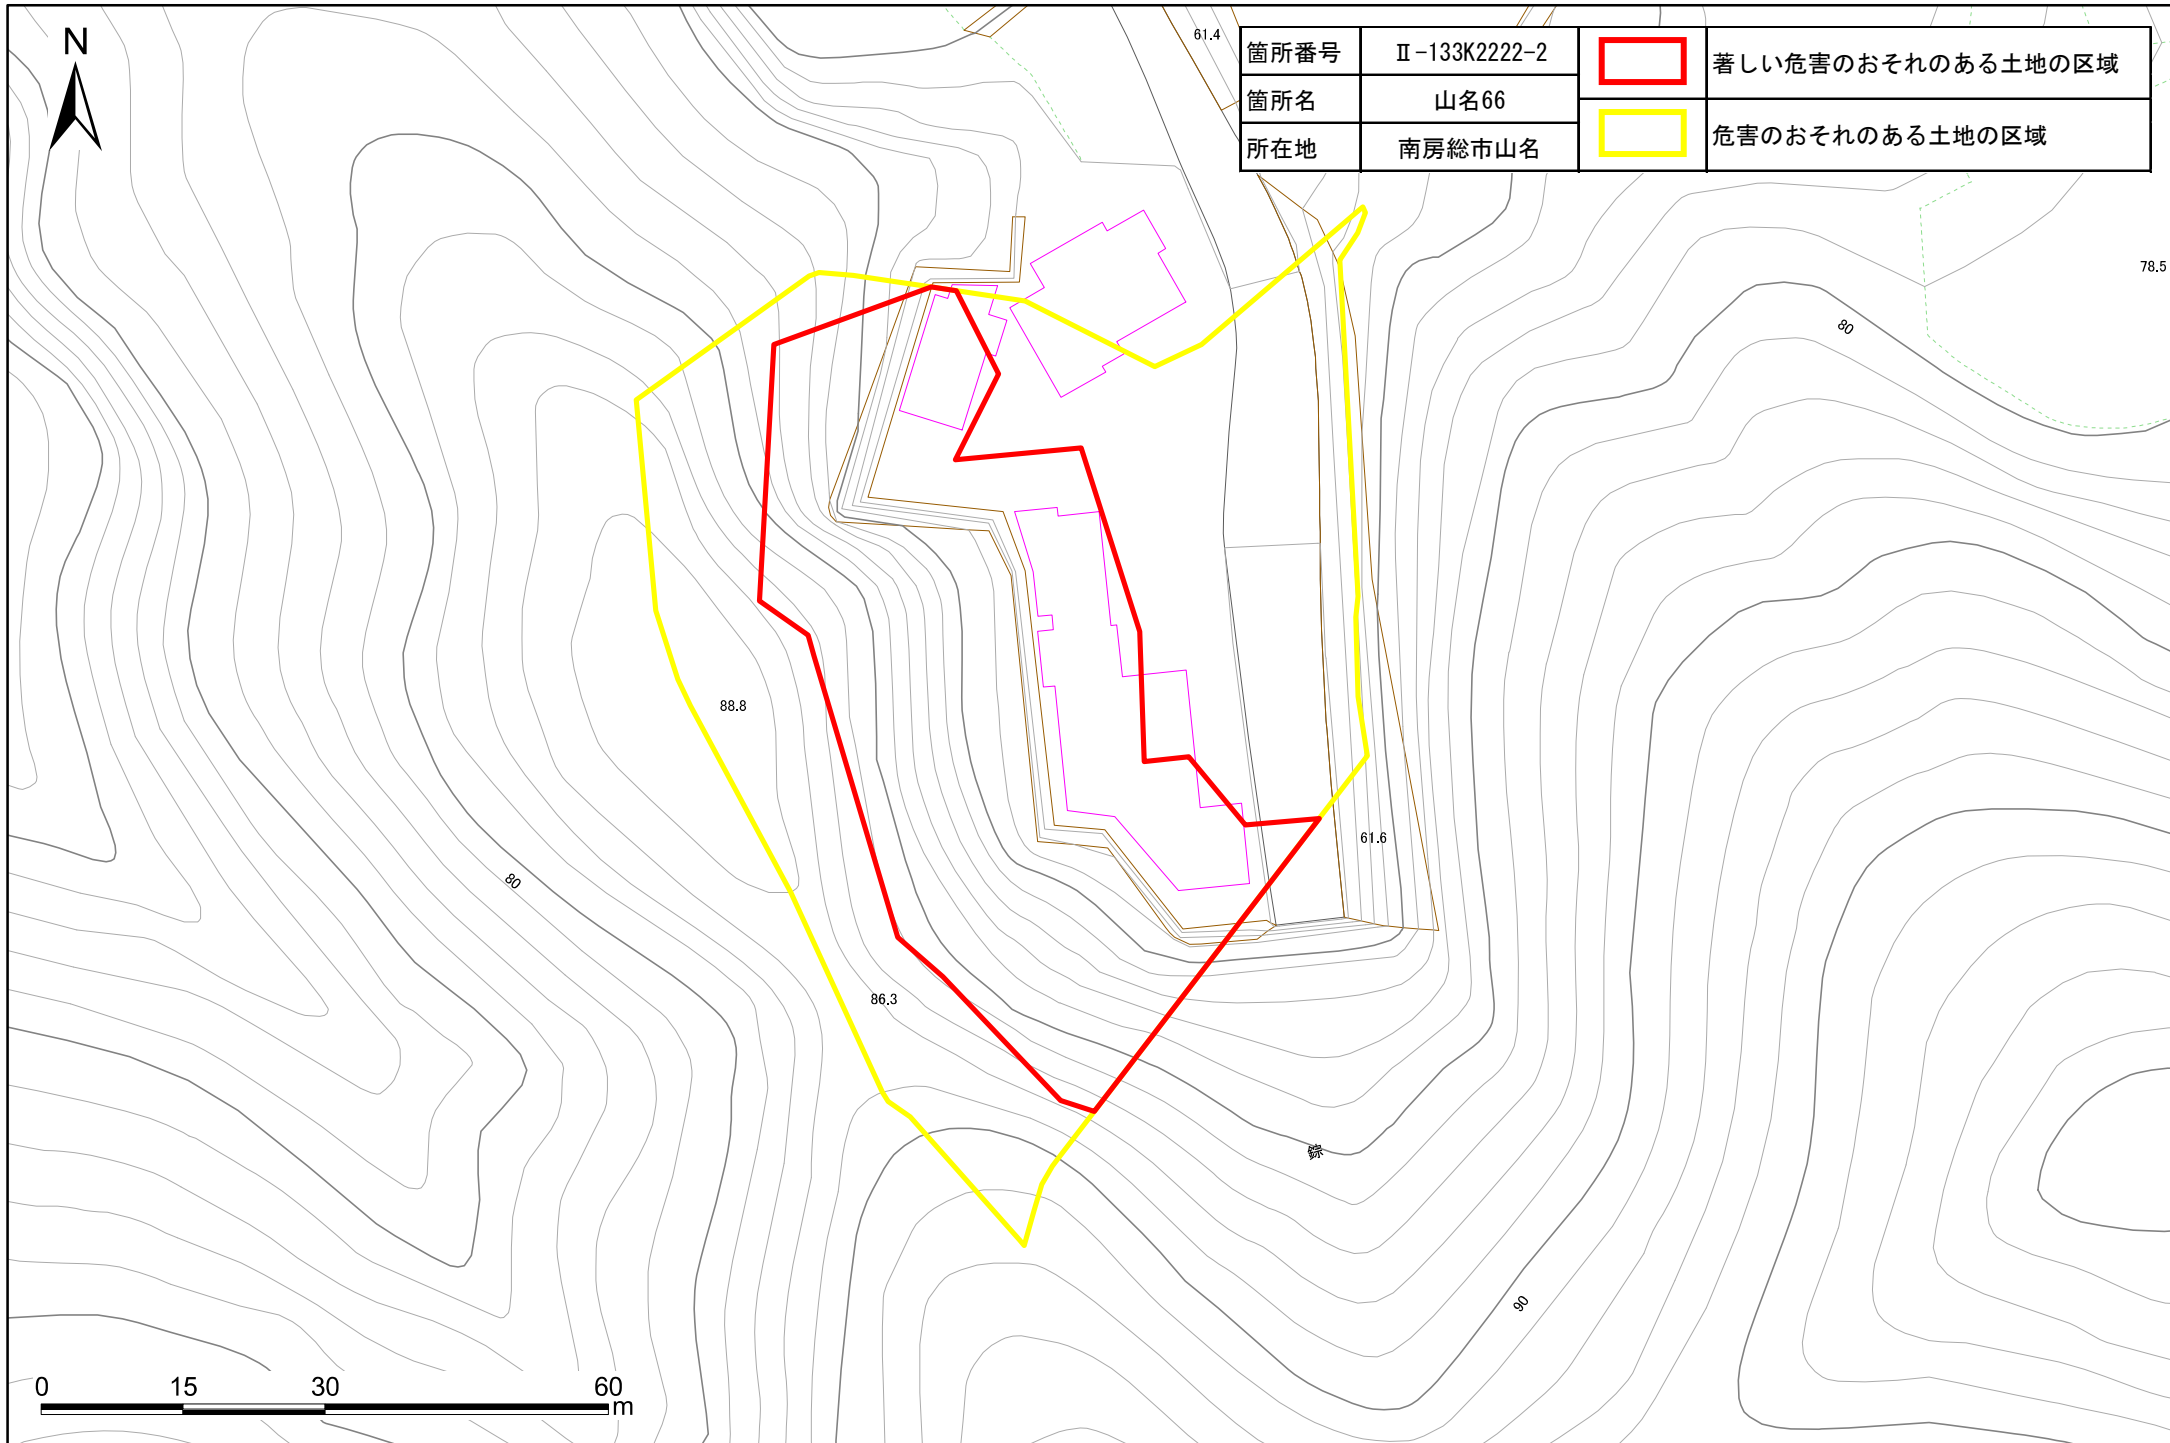 N
61.4
箇所番号 Ⅱ-133K2222-2 著しい危害のおそれのある土地の区域
箇所名 山名66
危害のおそれのある土地の区域
所在地 南房総市山名
78.5
80
88.8
61.6
80
86.3
90
0 15 30 60
m